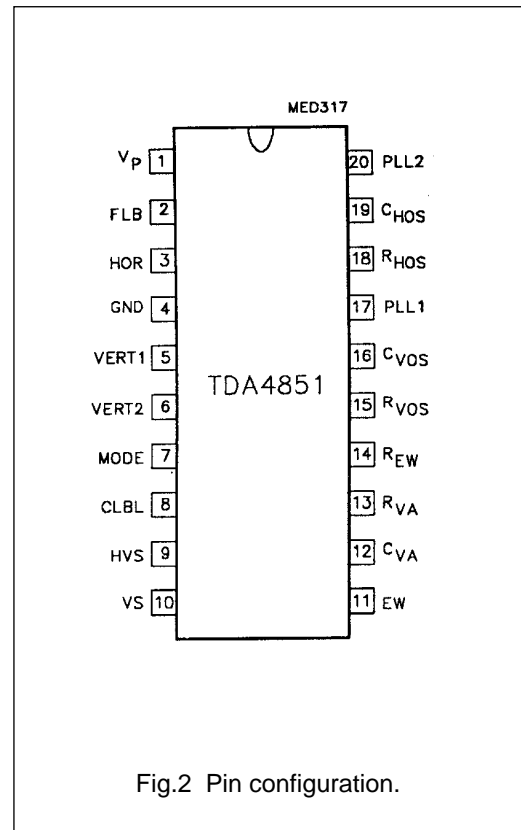 MED317
VP 1
20 PLL2
FLB 2
19 CHOS
HOR 3
18 RHOS
GND 4
17 PLL1
VERT1 5
16 CVOS
VERT2 6
15 RVOS
TDA4851
MODE 7
14 REW
CLBL 8
13 RVA
HVS 9
12 CVA
VS 10
11 EW
Fig.2 Pin configuration.